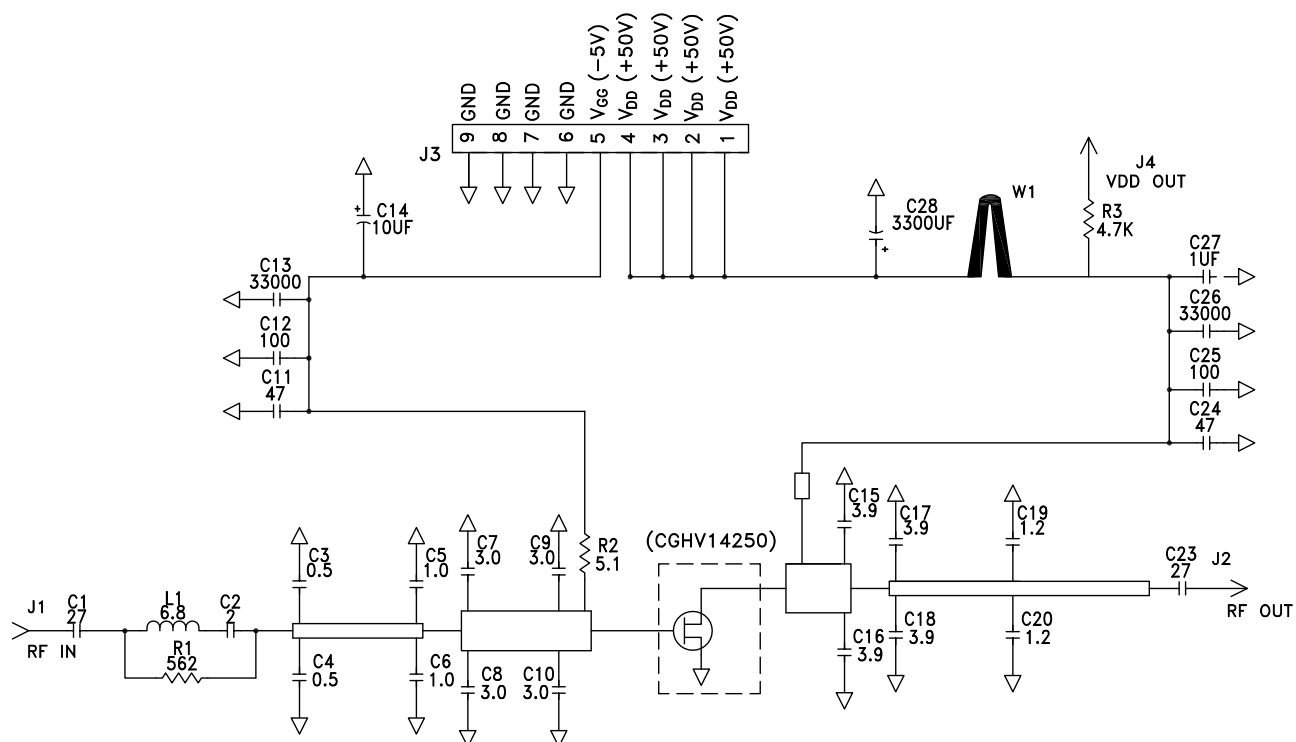 GND
GND
GND
GND
VGG (-5V)
VDD (+50V)
VDD (+50V)
VDD (+50V)
VDD (+50V)
9
8
7
6
5
4
3
2
1
J3
C14
10UF
+
C28
3300UF
+
W1
J4
VDD OUT
R3
4.7K
C27
1UF
C13
33000
C26
33000
C12
100
C25
100
C11
47
C24
47
C15
3.9
C17
3.9
C19
1.2
(CGHV14250)
R2
5.1
C3
0.5
C5
1.0
C7
3.0
C9
3.0
C23
27
J2
RF OUT
J1
RF IN
C1
27
L1
6.8
C2
2
R1
562
C4
0.5
C6
1.0
C8
3.0
C10
3.0
C16
3.9
C18
3.9
C20
1.2